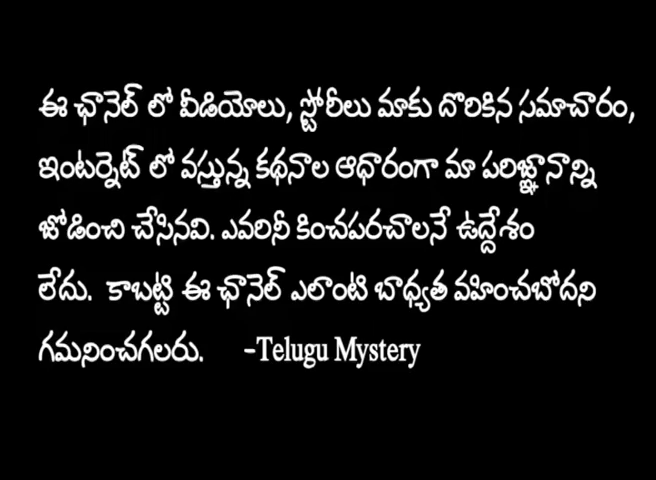 ఈ ఛానెల్ లో వీడియోలు, స్టోరీలు మాకు దొరికిన సమాచారం,
ఇంటర్నెట్ లో వస్తున్న కథనాల ఆధారంగా మా పరిజ్ఞానాన్ని
జోడించి చేసినవి. ఎవరినీ కించపరచాలనే ఉద్దేశం
లేదు. కాబట్టి ఈ ఛానెల్ ఎలాంటి బాధ్యత వహించబోదని
గమనించగలరు. -Telugu Mystery